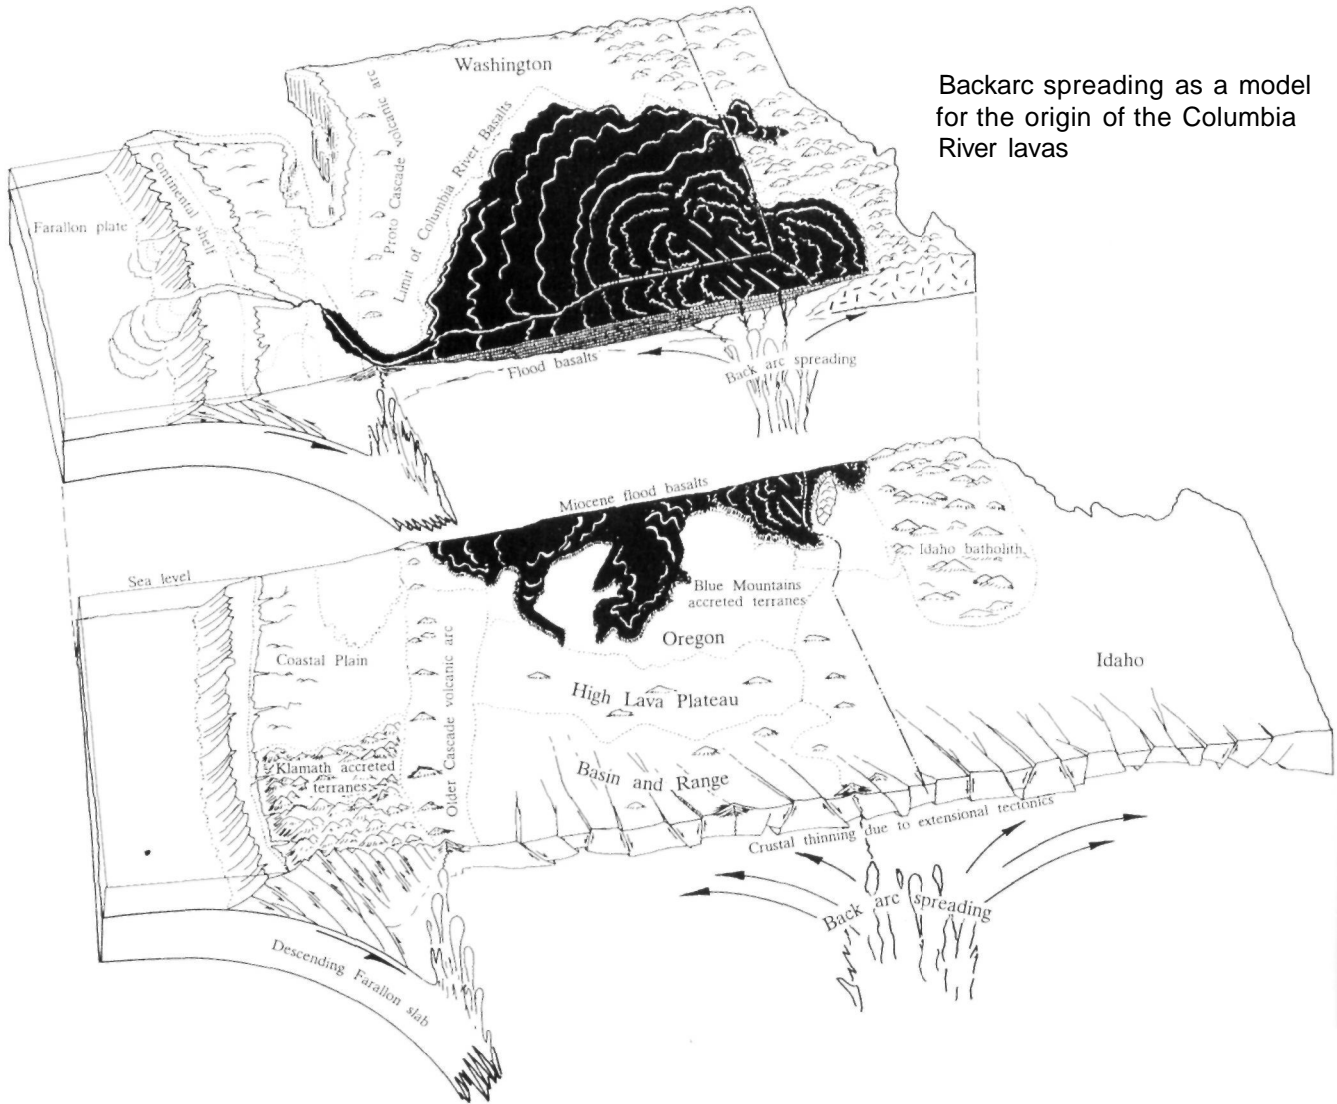 Backarc spreading as a model
for the origin of the Columbia
River lavas
Washington
Proto Cascade volcanic arc
Limit of Columbia River Basalts
Continental shelf
Farallon plate
Flood basalts
Back arc spreading
Miocene flood basalts
Sea level
Idaho batholith
Blue Mountains
accreted terranes
Oregon
Coastal Plain
Older Cascade volcanic arc
High Lava Plateau
Idaho
Klamath accreted
terranes
Basin and Range
Crustal thinning due to extensional tectonics
Back arc spreading
Descending Farallon slab